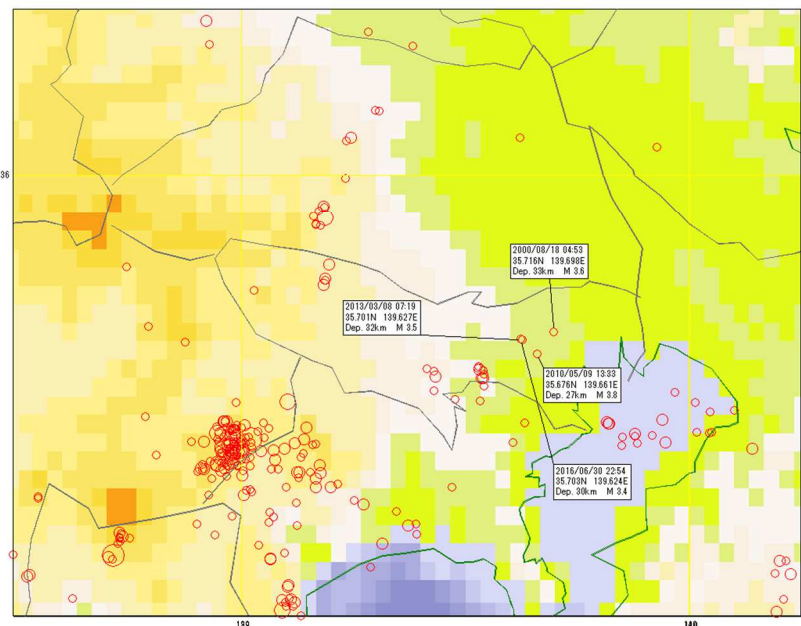 36
2000/08/18 04:53
35.716N 139.698E
Dep. 33km M 3.6
2013/03/08 07:19
35.701N 139.627E
Dep. 32km M 3.5
2010/05/09 13:33
35.676N 139.661E
Dep. 27km M 3.8
2016/06/30 22:54
35.703N 139.624E
Dep. 30km M 3.4
139
140